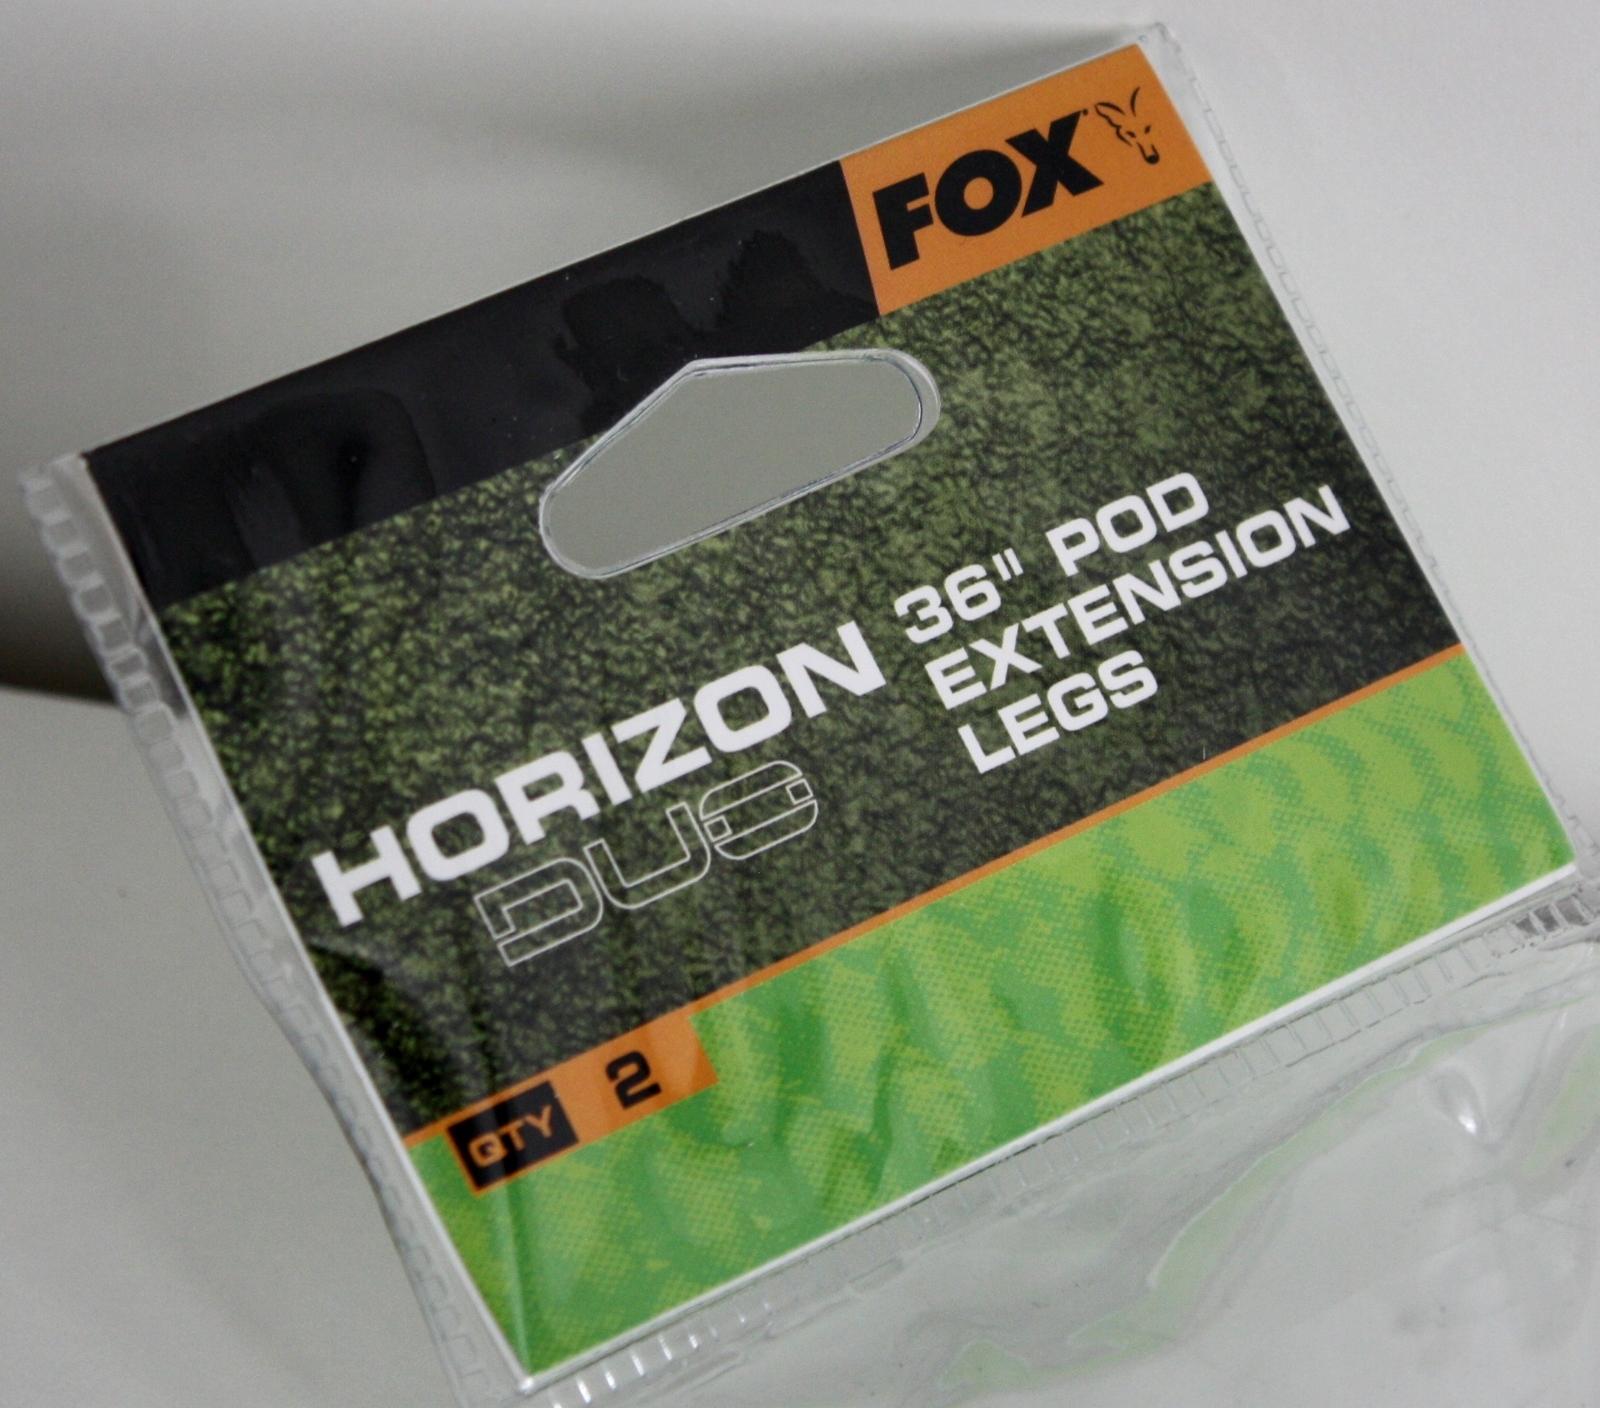 FOX
HORIZON
DUO
36" POD
EXTENSION
LEGS
QTY 2